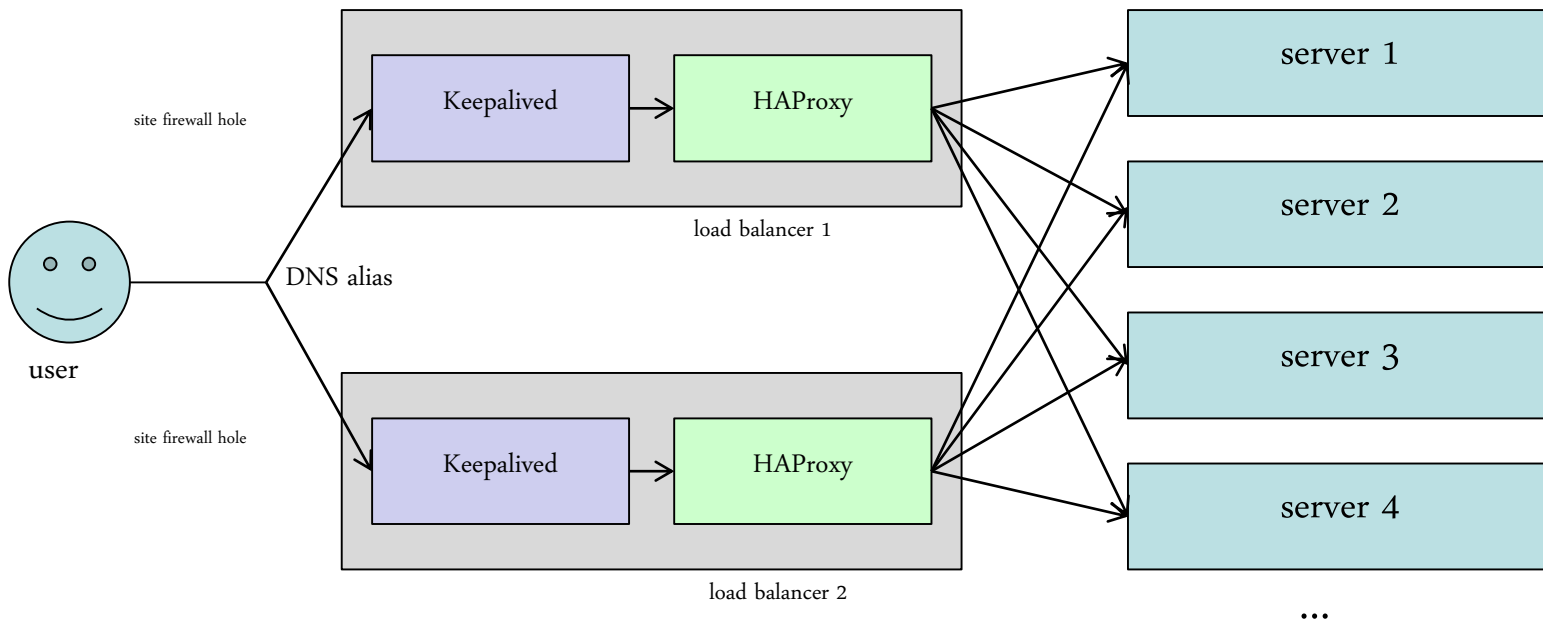 Keepalived
HAProxy
load balancer 1
site firewall hole
DNS alias
user
site firewall hole
Keepalived
HAProxy
load balancer 2
server 1
server 2
server 3
server 4
...